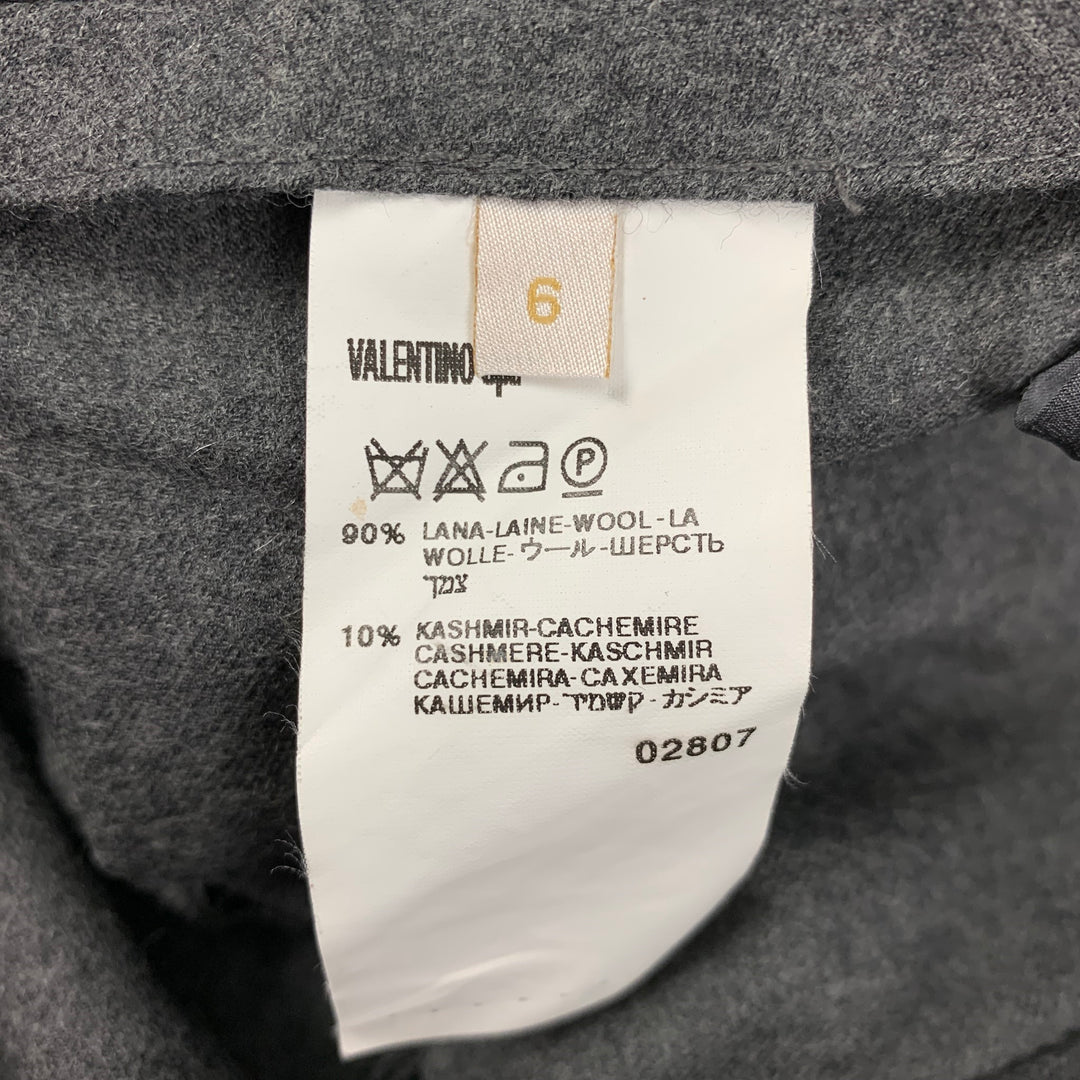 6
VALENTINO
P
90% LANA-LAINE-WOOL-LA
WOLLE-ウール-ШЕРСТЬ
צמר
10% KASHMIR-CACHEMIRE
CASHMERE-KASCHMIR
CACHEMIRA-CAXEMIRA
КАШЕМИР-קשמיר-カシミア
02807